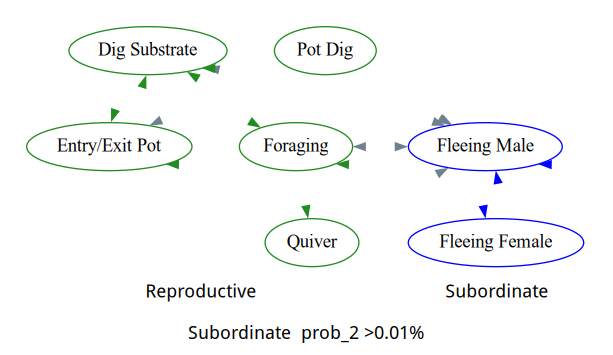 Dig Substrate
Pot Dig
Entry/Exit Pot
Foraging
Fleeing Male
Quiver
Fleeing Female
Reproductive
Subordinate
Subordinate prob_2 >0.01%